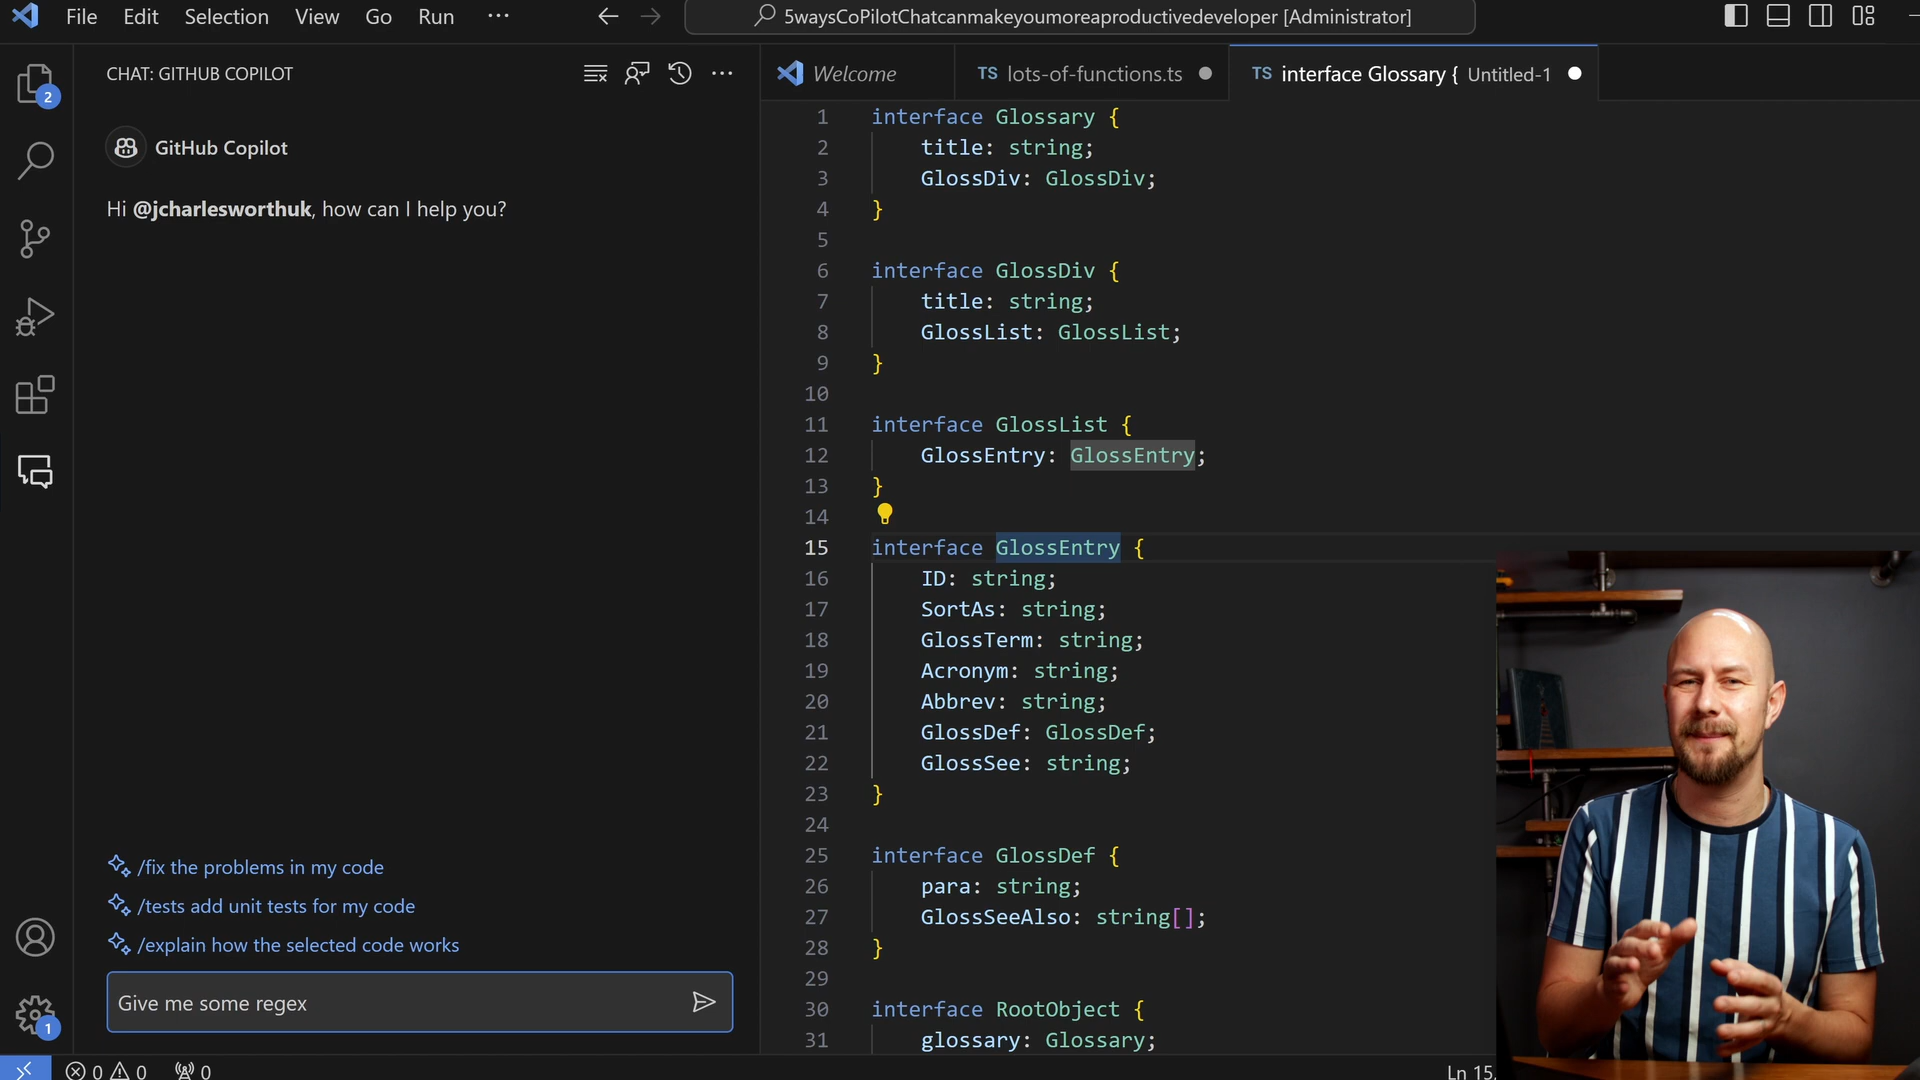 File Edit Selection View Go Run ···
5waysCoPilotChatcanmakeyoumoreaproductivedeveloper [Administrator]
CHAT: GITHUB COPILOT
2
GitHub Copilot
Hi @jcharlesworthuk, how can I help you?
/fix the problems in my code
/tests add unit tests for my code
/explain how the selected code works
Give me some regex
1
0 0 0
Welcome
TS lots-of-functions.ts
TS interface Glossary { Untitled-1
1 interface Glossary {
2 title: string;
3 GlossDiv: GlossDiv;
4 }
5
6 interface GlossDiv {
7 title: string;
8 GlossList: GlossList;
9 }
10
11 interface GlossList {
12 GlossEntry: GlossEntry;
13 }
14
15 interface GlossEntry {
16 ID: string;
17 SortAs: string;
18 GlossTerm: string;
19 Acronym: string;
20 Abbrev: string;
21 GlossDef: GlossDef;
22 GlossSee: string;
23 }
24
25 interface GlossDef {
26 para: string;
27 GlossSeeAlso: string[];
28 }
29
30 interface RootObject {
31 glossary: Glossary;
Ln 15,